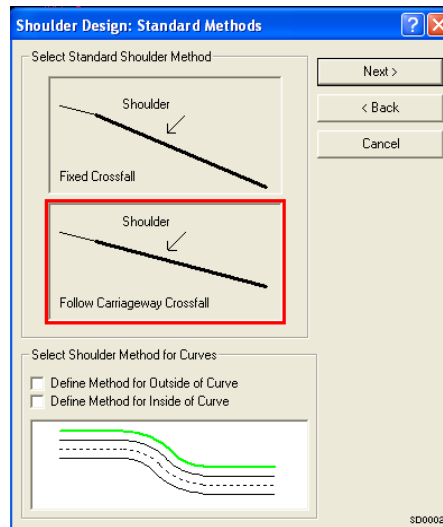 Shoulder Design: Standard Methods
Select Standard Shoulder Method
Shoulder
Fixed Crossfall
Shoulder
Follow Carriageway Crossfall
Next >
< Back
Cancel
Select Shoulder Method for Curves
Define Method for Outside of Curve
Define Method for Inside of Curve
SD0002